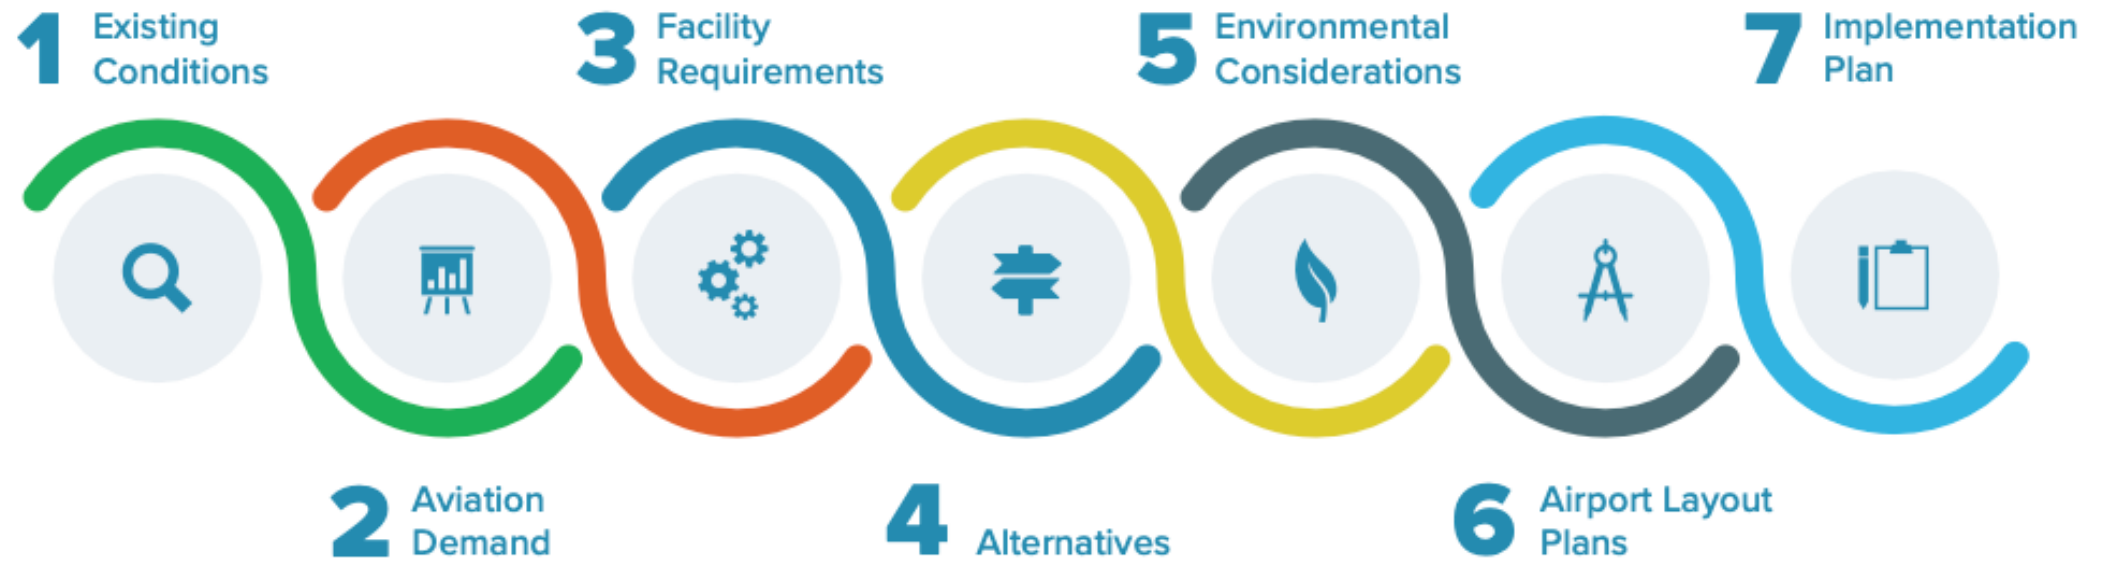 1 Existing
Conditions
2 Aviation
Demand
3 Facility
Requirements
4 Alternatives
5 Environmental
Considerations
6 Airport Layout
Plans
7 Implementation
Plan